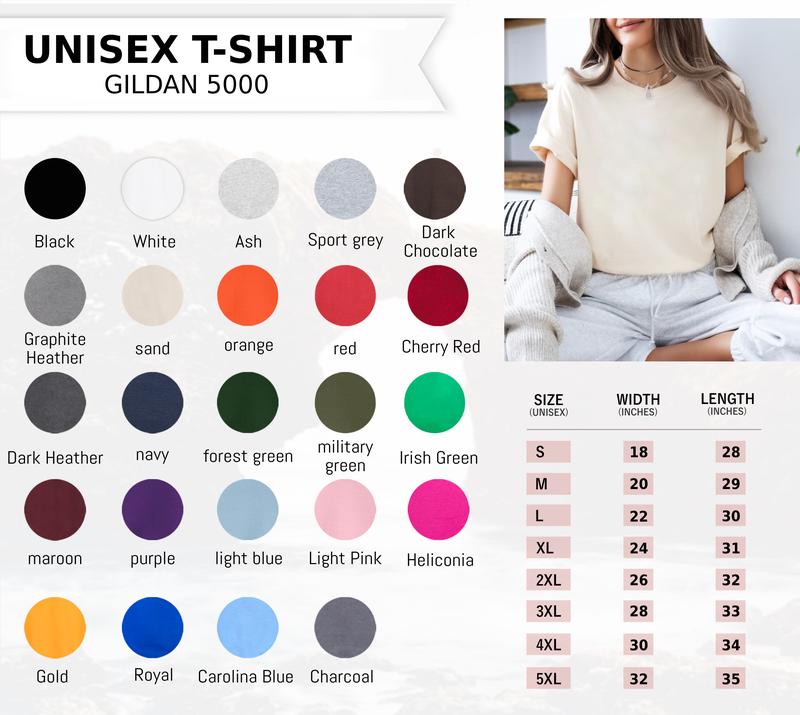 UNISEX T-SHIRT
GILDAN 5000
Black
White
Ash
Sport grey
Dark
Chocolate
Graphite
Heather
sand
orange
red
Cherry Red
Dark Heather
navy
forest green
military
green
Irish Green
maroon
purple
light blue
Light Pink
Heliconia
Gold
Royal
Carolina Blue
Charcoal
SIZE WIDTH LENGTH
(UNISEX) (INCHES) (INCHES)
S 18 28
M 20 29
L 22 30
XL 24 31
2XL 26 32
3XL 28 33
4XL 30 34
5XL 32 35